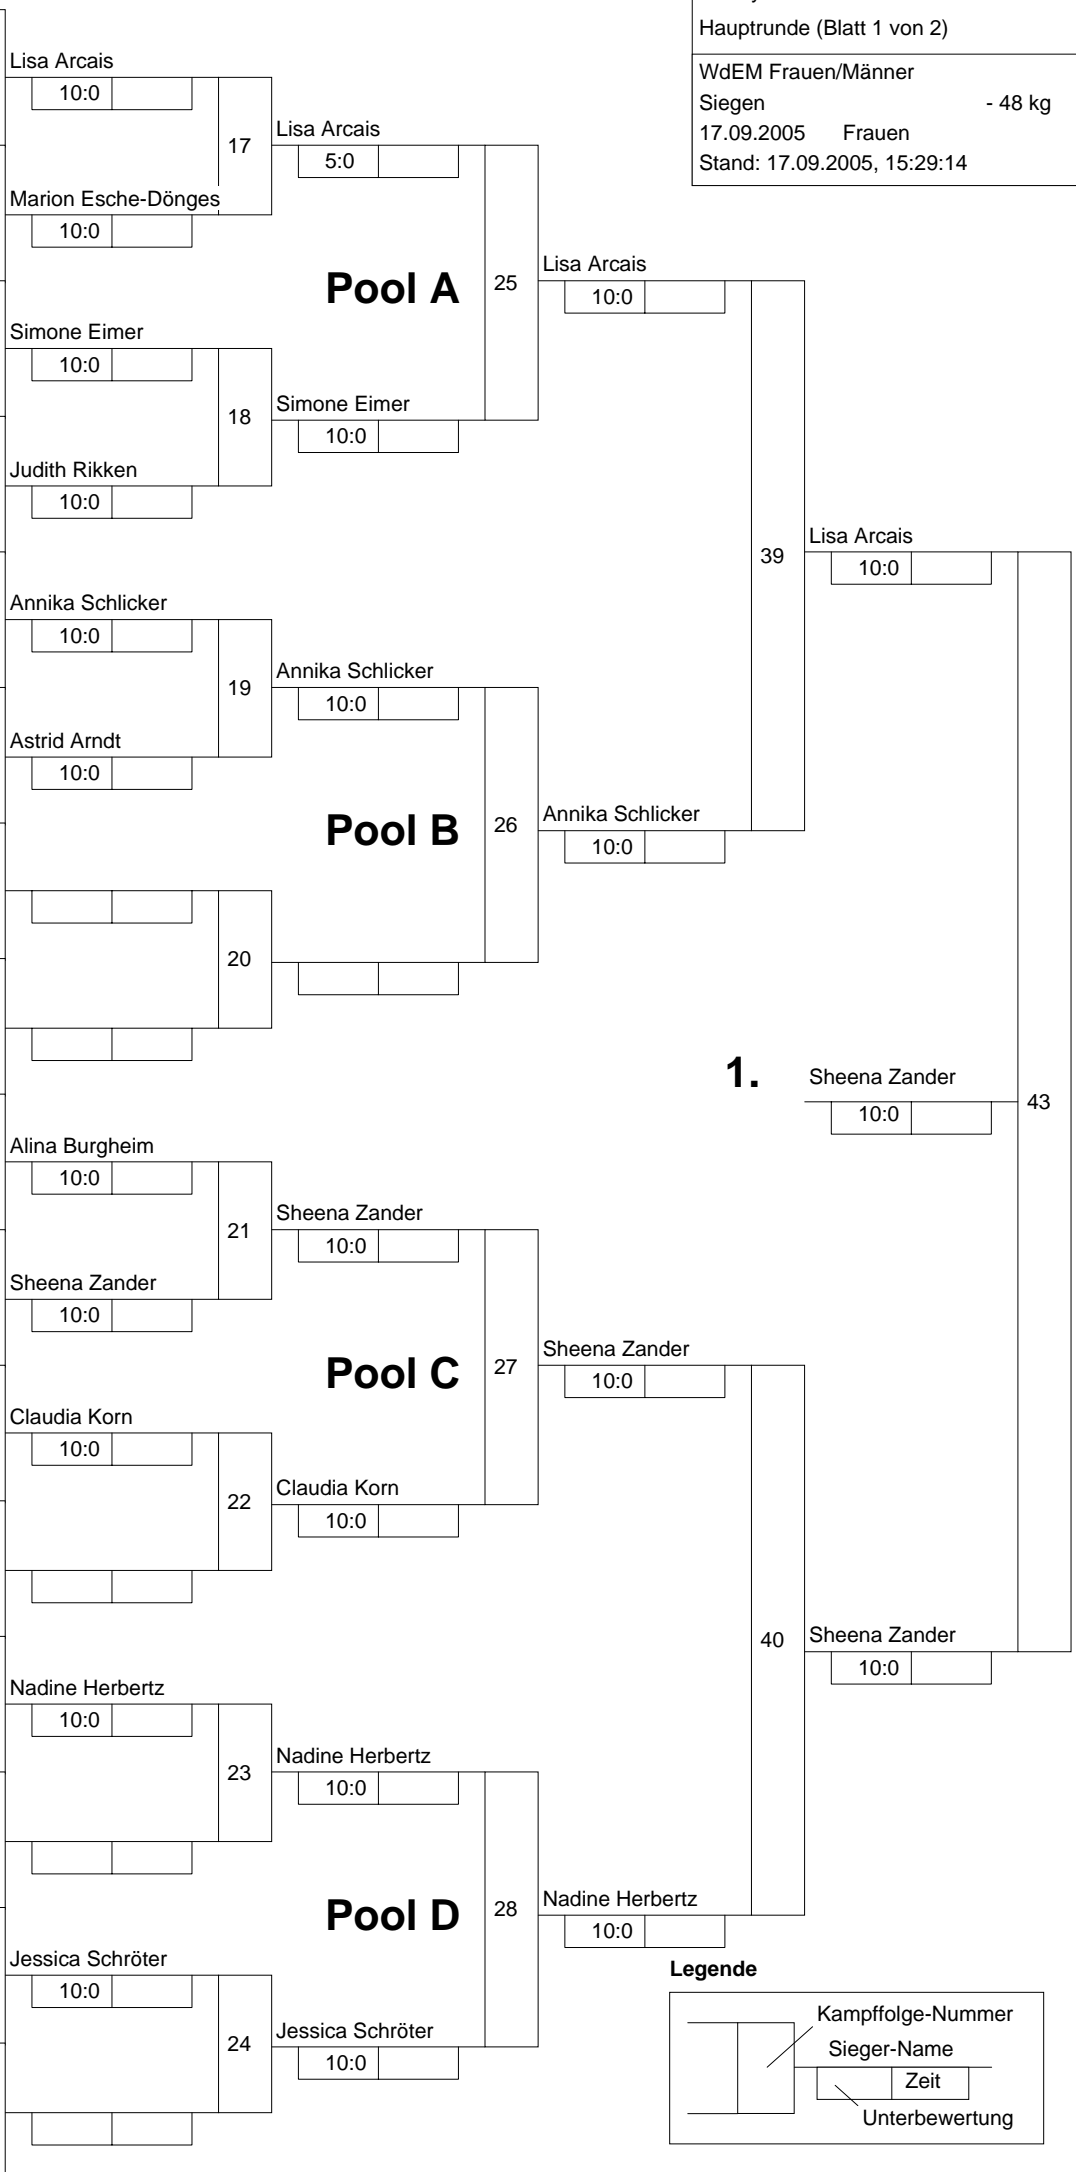 Hauptrunde (Blatt 1 von 2)
WdEM Frauen/Männer
Siegen - 48 kg
17.09.2005 Frauen
Stand: 17.09.2005, 15:29:14
Lisa Arcais
10:0
17
Marion Esche-Dönges
10:0
Lisa Arcais
5:0
Simone Eimer
10:0
18
Judith Rikken
10:0
Simone Eimer
10:0
Pool A
25
Lisa Arcais
10:0
Annika Schlicker
10:0
19
Astrid Arndt
10:0
Annika Schlicker
10:0
20
Pool B
26
Annika Schlicker
10:0
39
Lisa Arcais
10:0
1.
Sheena Zander
10:0
43
Alina Burgheim
10:0
21
Sheena Zander
10:0
Sheena Zander
10:0
Claudia Korn
10:0
22
Claudia Korn
10:0
Pool C
27
Sheena Zander
10:0
Nadine Herbertz
10:0
23
Nadine Herbertz
10:0
Jessica Schröter
10:0
24
Jessica Schröter
10:0
Pool D
28
Nadine Herbertz
10:0
40
Sheena Zander
10:0
Legende
Kampffolge-Nummer
Sieger-Name
Zeit
Unterbewertung